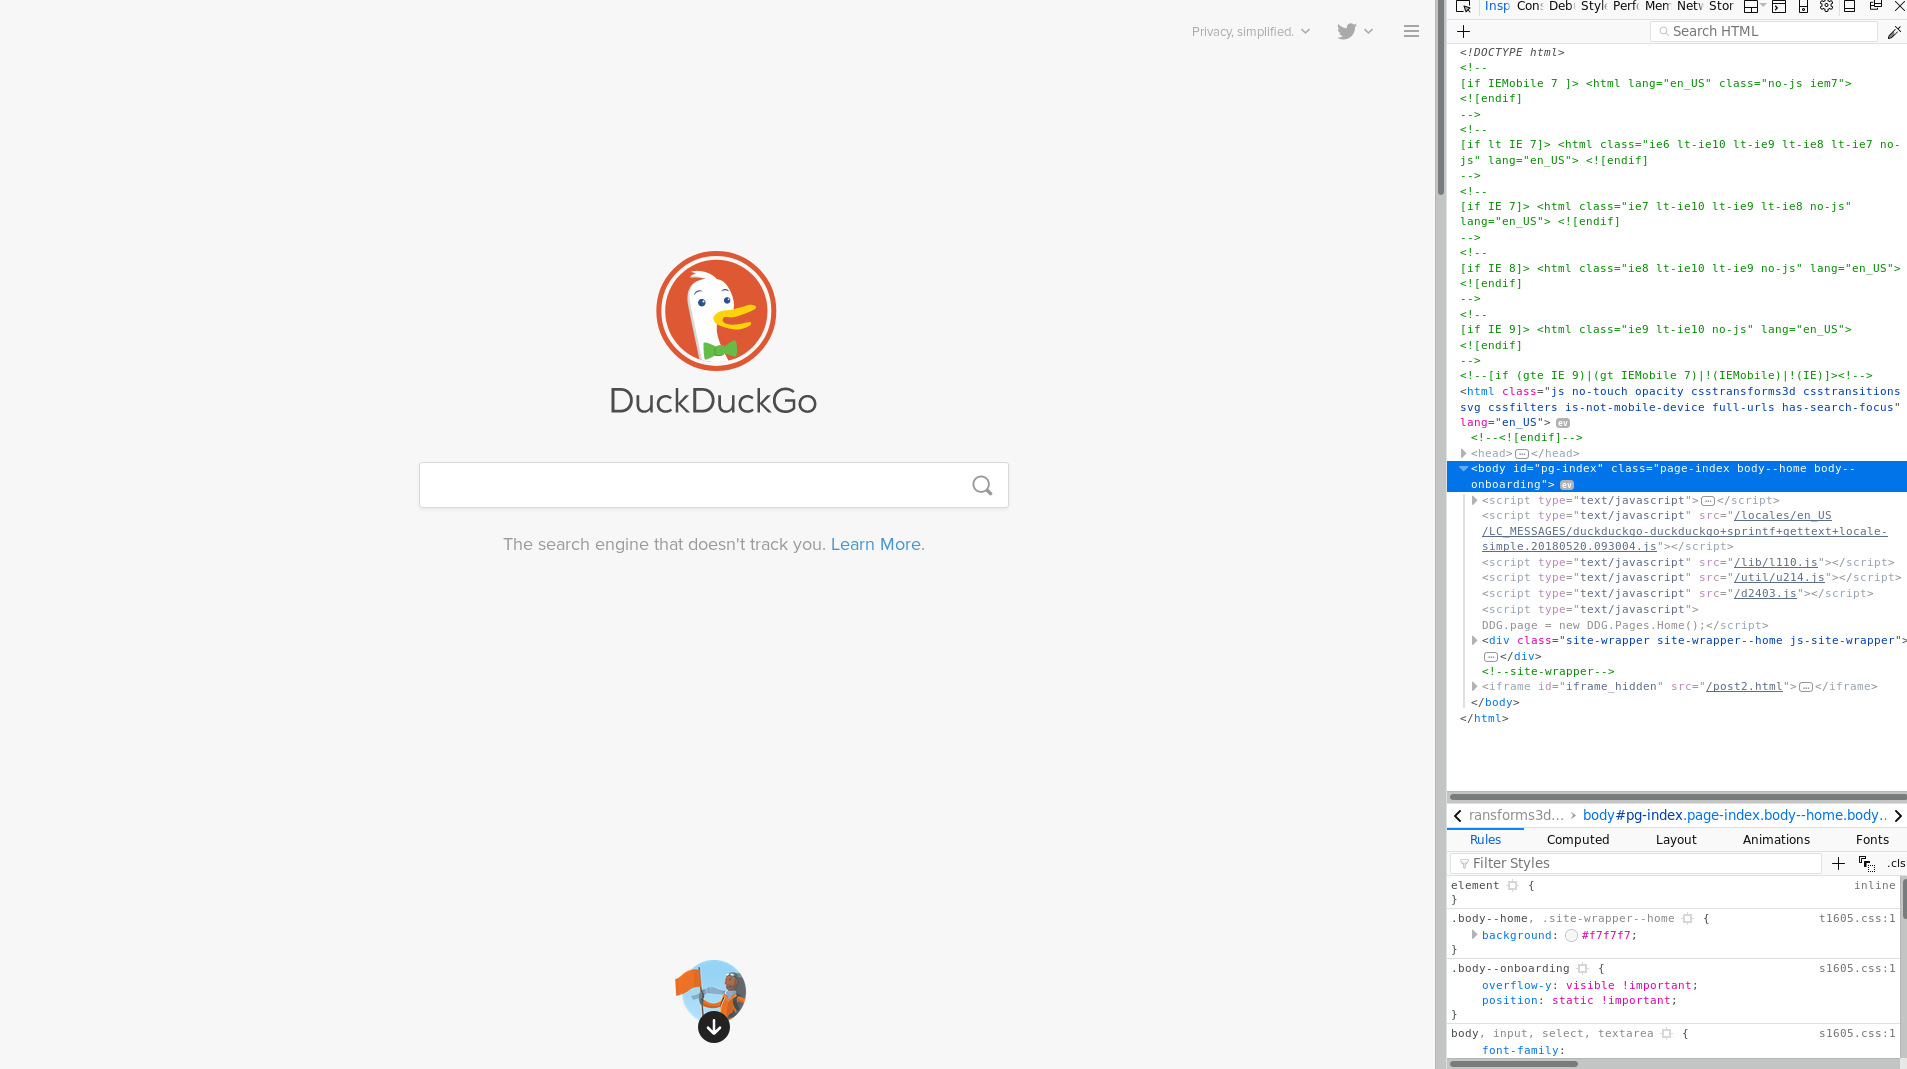 Privacy, simplified.
DuckDuckGo
The search engine that doesn't track you. Learn More.
Insp Con Deb Styl Perf Mem Netv Stor
Search HTML
<!DOCTYPE html>
<!--
[if IEMobile 7 ]> <html lang="en_US" class="no-js iem7">
<![endif]
-->
<!--
[if lt IE 7]> <html class="ie6 lt-ie10 lt-ie9 lt-ie8 lt-ie7 no-
js" lang="en_US"> <![endif]
-->
<!--
[if IE 7]> <html class="ie7 lt-ie10 lt-ie9 lt-ie8 no-js"
lang="en_US"> <![endif]
-->
<!--
[if IE 8]> <html class="ie8 lt-ie10 lt-ie9 no-js" lang="en_US">
<![endif]
-->
<!--
[if IE 9]> <html class="ie9 lt-ie10 no-js" lang="en_US">
<![endif]
-->
<!--[if (gte IE 9)|(gt IEMobile 7)|!(IEMobile)|!(IE)]><!-->
<html class="js no-touch opacity csstransforms3d csstransitions
svg cssfilters is-not-mobile-device full-urls has-search-focus"
lang="en_US"> ev
<!--<![endif]-->
<head>…</head>
<body id="pg-index" class="page-index body--home body--
onboarding"> ev
<script type="text/javascript">…</script>
<script type="text/javascript" src="/locales/en_US
/LC_MESSAGES/duckduckgo-duckduckgo+sprintf+gettext+locale-
simple.20180520.093004.js"></script>
<script type="text/javascript" src="/lib/l110.js"></script>
<script type="text/javascript" src="/util/u214.js"></script>
<script type="text/javascript" src="/d2403.js"></script>
<script type="text/javascript">
DDG.page = new DDG.Pages.Home();</script>
<div class="site-wrapper site-wrapper--home js-site-wrapper">
…</div>
<!--site-wrapper-->
<iframe id="iframe_hidden" src="/post2.html">…</iframe>
</body>
</html>
ransforms3d… body#pg-index.page-index.body--home.body..
Rules Computed Layout Animations Fonts
Filter Styles .cls
element { inline
}
.body--home, .site-wrapper--home { t1605.css:1
background: #f7f7f7;
}
.body--onboarding { s1605.css:1
overflow-y: visible !important;
position: static !important;
}
body, input, select, textarea { s1605.css:1
font-family: